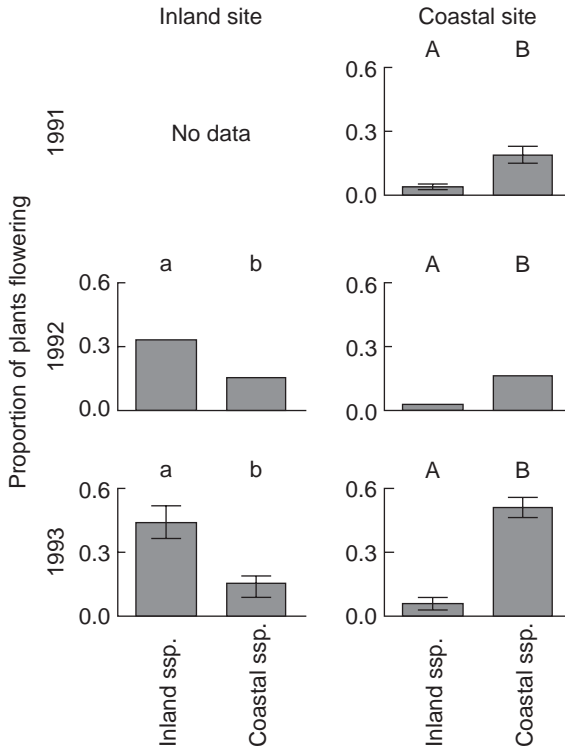 Inland site
Coastal site
Proportion of plants flowering
1991
No data
A B
0.6
0.3
0.0
1992
a b
0.6
0.3
0.0
A B
0.6
0.3
0.0
1993
a b
0.6
0.3
0.0
Inland ssp.
Coastal ssp.
A B
0.6
0.3
0.0
Inland ssp.
Coastal ssp.